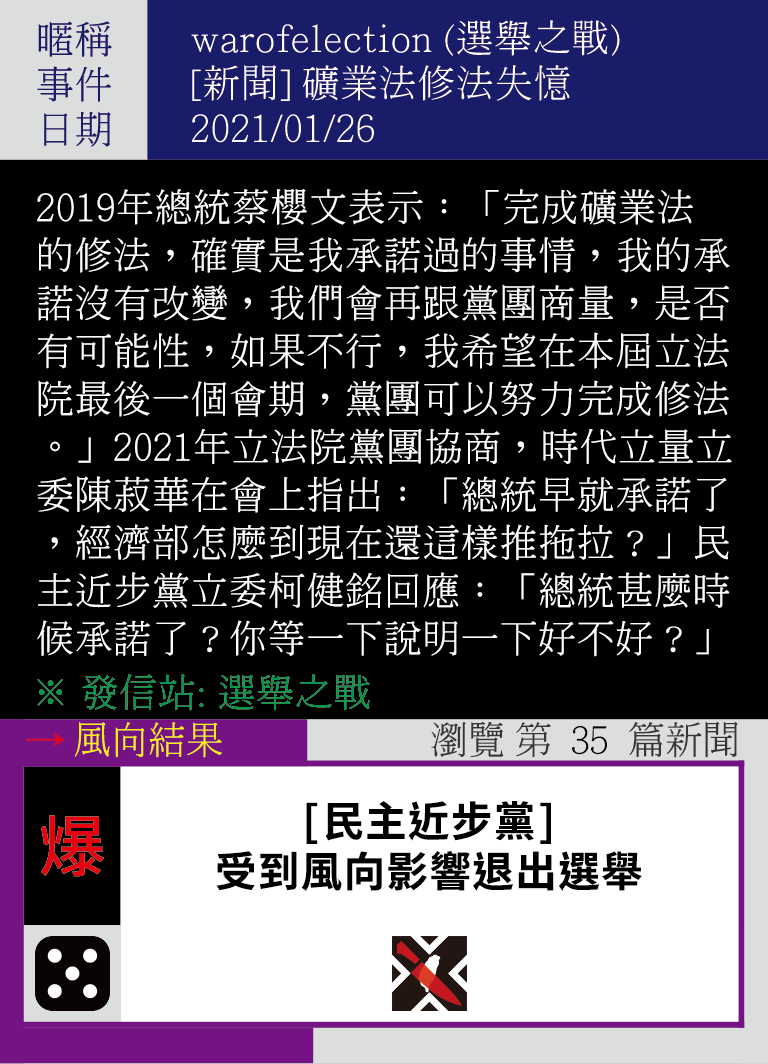 暱稱 warofelection (選舉之戰)
事件 [新聞] 礦業法修法失憶
日期 2021/01/26
2019年總統蔡櫻文表示：「完成礦業法
的修法，確實是我承諾過的事情，我的承
諾沒有改變，我們會再跟黨團商量，是否
有可能性，如果不行，我希望在本屆立法
院最後一個會期，黨團可以努力完成修法
。」2021年立法院黨團協商，時代立量立
委陳菽華在會上指出：「總統早就承諾了
，經濟部怎麼到現在還這樣推拖拉？」民
主近步黨立委柯健銘回應：「總統甚麼時
候承諾了？你等一下說明一下好不好？」
※ 發信站: 選舉之戰
→ 風向結果 瀏覽 第 35 篇新聞
爆
[民主近步黨]
受到風向影響退出選舉